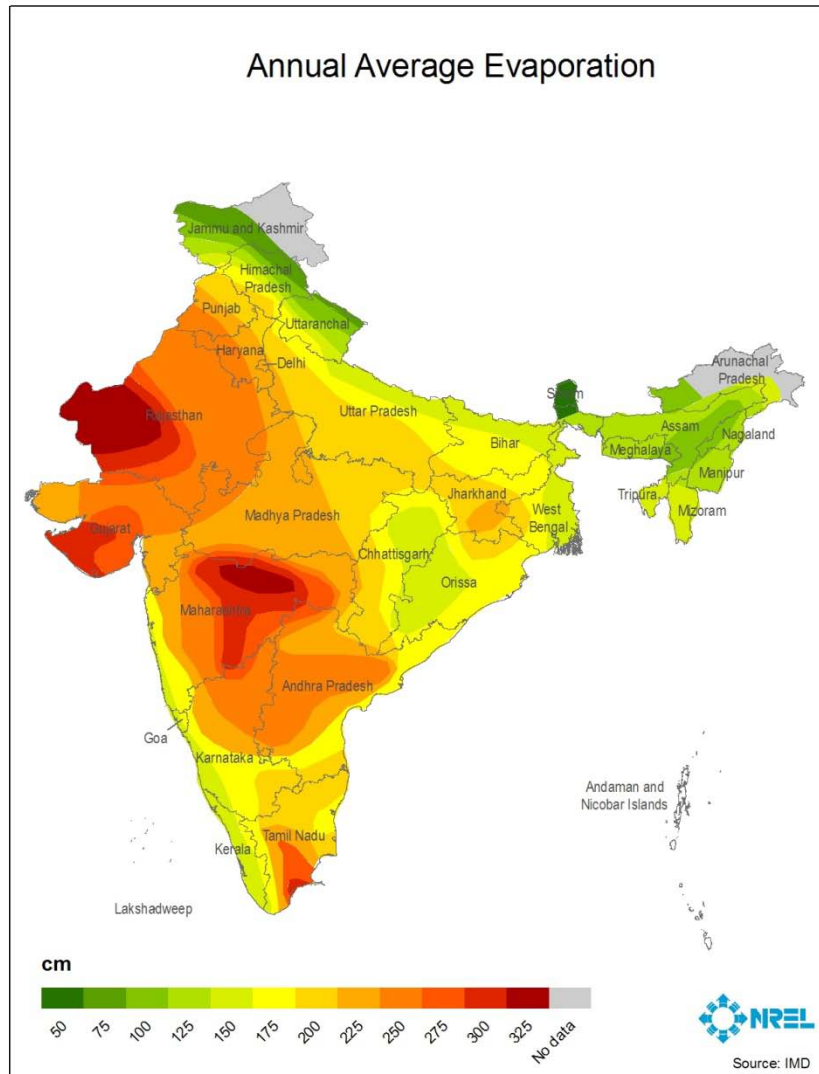 Annual Average Evaporation
Jammu and Kashmir
Himachal
Pradesh
Punjab
Uttaranchal
Haryana
Delhi
Arunachal
Pradesh
Rajasthan
Uttar Pradesh
Assam
Nagaland
Bihar
Meghalaya
Manipur
Jharkhand
West
Bengal
Tripura
Mizoram
Gujarat
Madhya Pradesh
Chhattisgarh
Orissa
Maharashtra
Andhra Pradesh
Goa
Karnataka
Andaman and
Nicobar Islands
Tamil Nadu
Kerala
Lakshadweep
cm
50 75 100 125 150 175 200 225 250 275 300 325 No data
NREL
Source: IMD